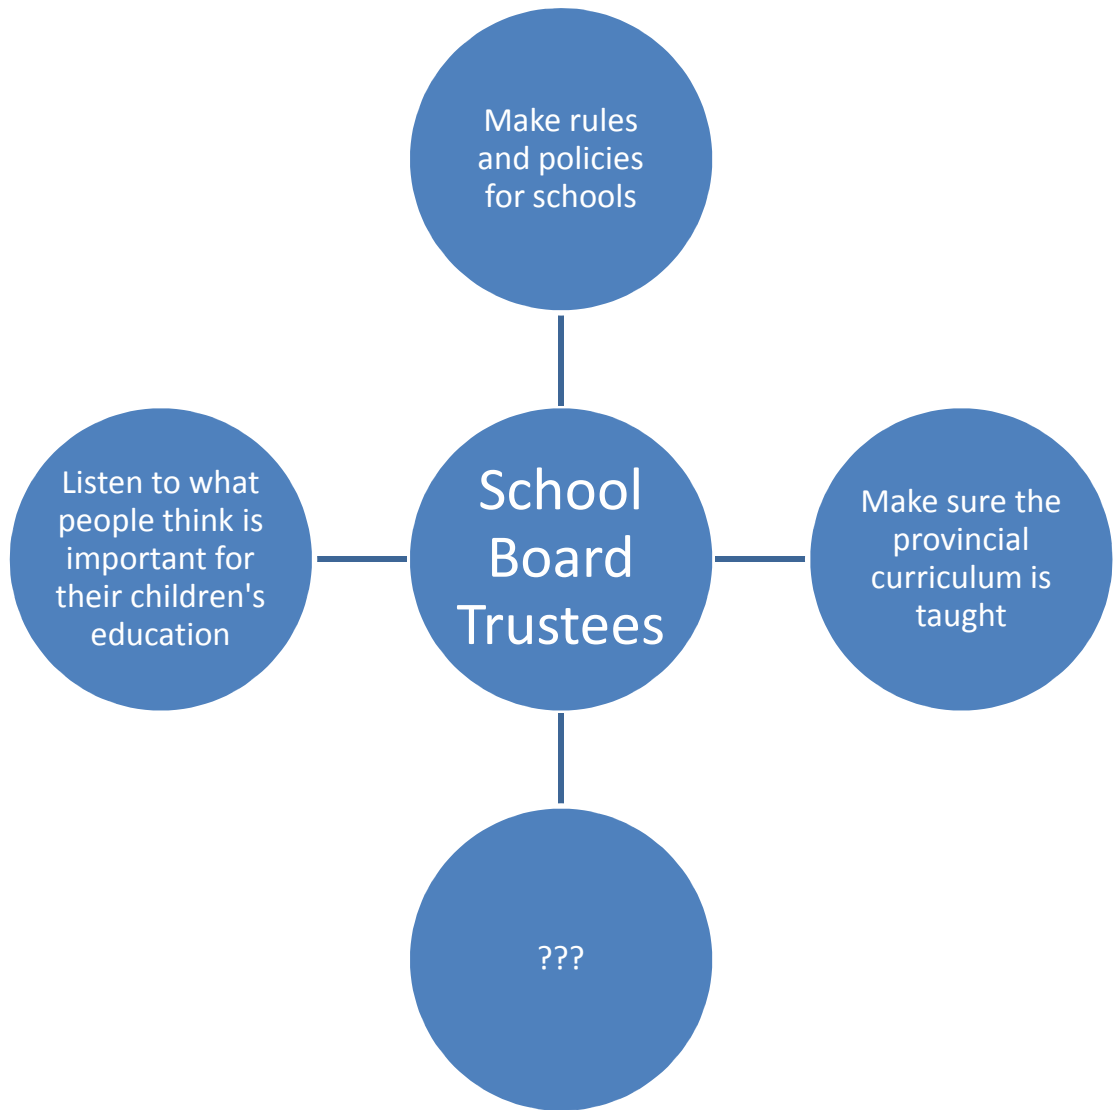 Make rules
and policies
for schools
Listen to what
people think is
important for
their children's
education
School
Board
Trustees
Make sure the
provincial
curriculum is
taught
???